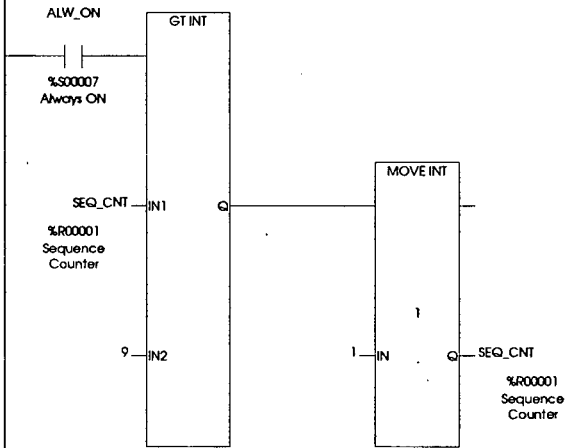 ALW_ON
GT INT
%S00007
Always ON
MOVE INT
SEQ_CNT
IN1
Q
%R00001
Sequence
Counter
1
9
IN2
1
IN
Q
SEQ_CNT
%R00001
Sequence
Counter